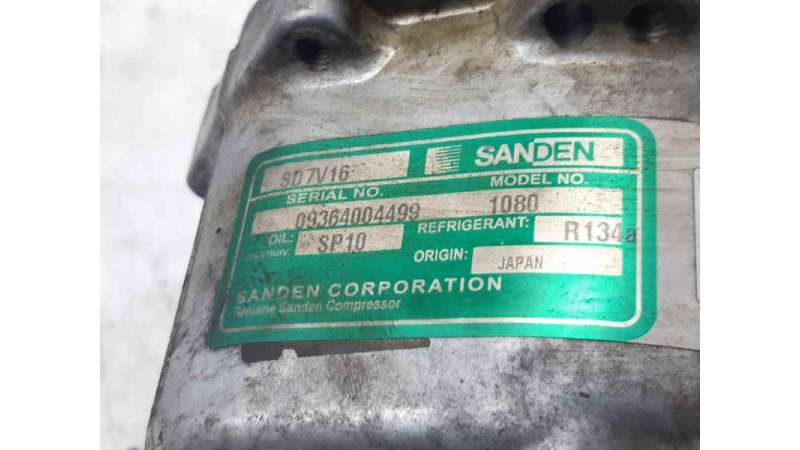 SANDEN
SD7V16
SERIAL NO.
MODEL NO.
09364004499
1080
OIL:
SP10
REFRIGERANT:
R134a
ORIGIN:
JAPAN
SANDEN CORPORATION
Genuine Sanden Compressor